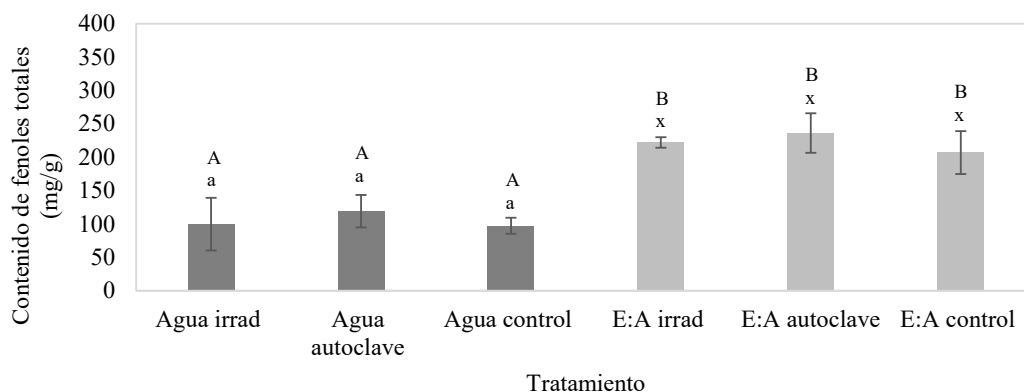 Contenido de fenoles totales
(mg/g)
400
350
300
250
200
150
100
50
0
A
a
A
a
A
a
B
x
B
x
B
x
Agua irrad
Agua
autoclave
Agua control
E:A irrad
E:A autoclave
E:A control
Tratamiento